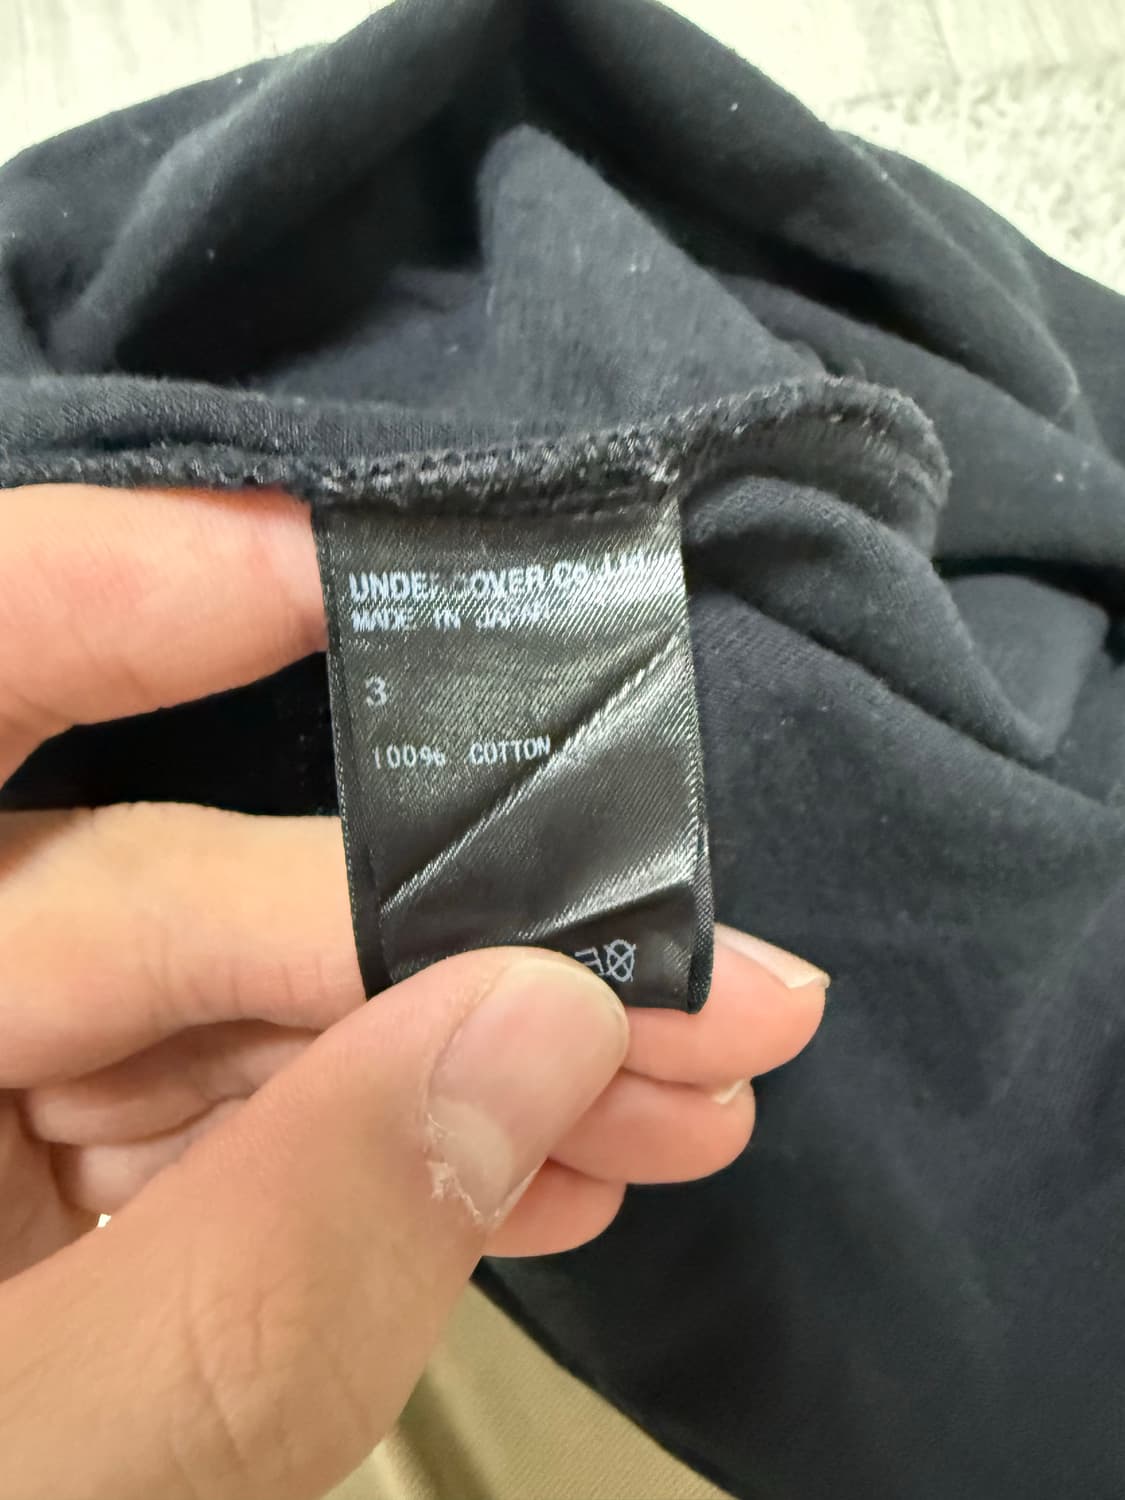 UNDERCOVER Co.,Ltd
MADE IN JAPAN
3
100% COTTON